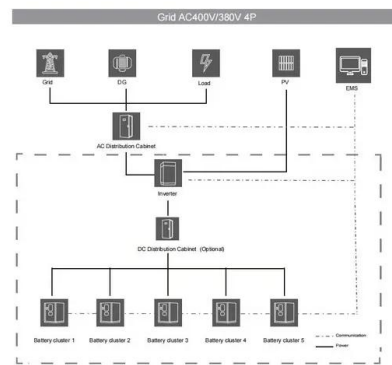 Grid AC400V/380V 4P
Grid
DG
Load
PV
EMS
AC Distribution Cabinet
Inverter
DC Distribution Cabinet (Optional)
Battery cluster 1
Battery cluster 2
Battery cluster 3
Battery cluster 4
Battery cluster 5
Communication
Power